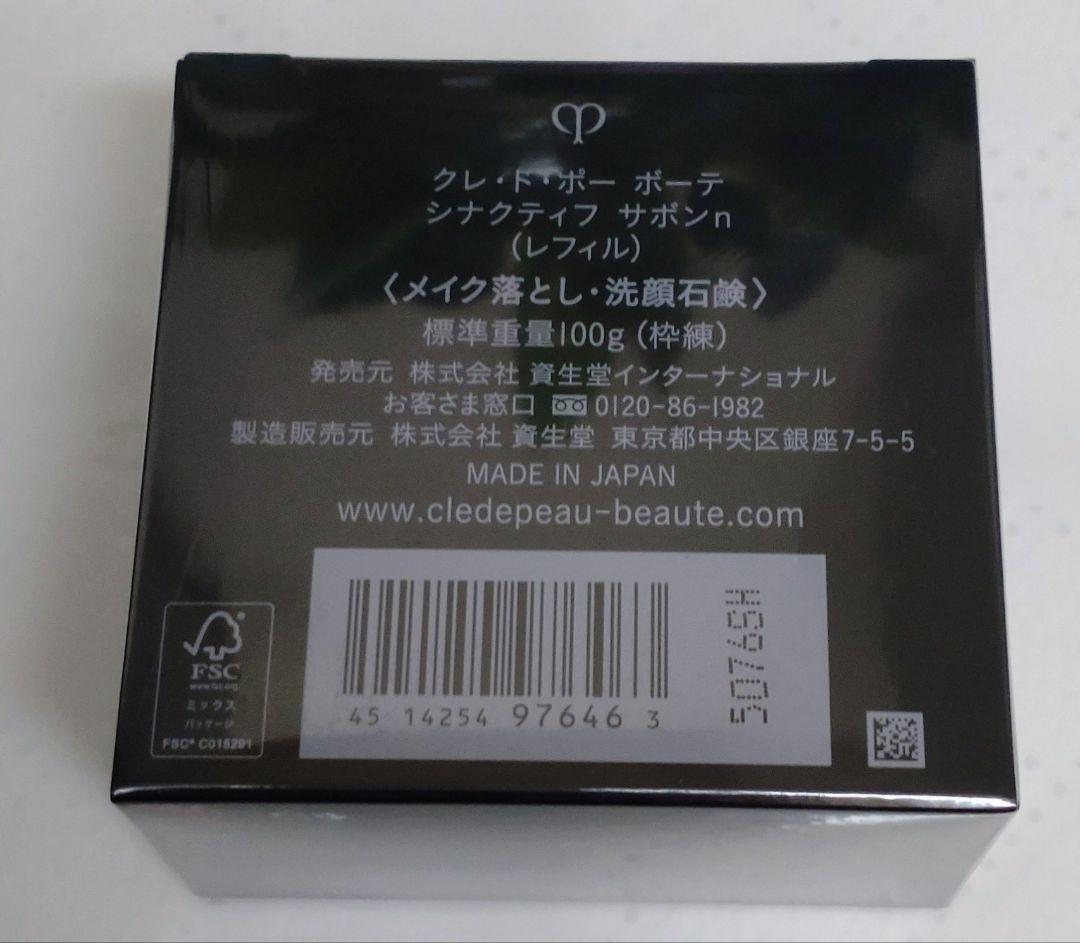 クレ・ド・ポー ボーテ
シナクティフ サボンn
(レフィル)
〈メイク落とし・洗顔石鹸〉
標準重量100g(枠練)
発売元 株式会社 資生堂インターナショナル
お客さま窓口 0120-86-1982
製造販売元 株式会社 資生堂 東京都中央区銀座7-5-5
MADE IN JAPAN
www.cledepeau-beaute.com
FSC
www.fsc.org
ミックス
パッケージ
FSC® C015291
45 14254 97646 3